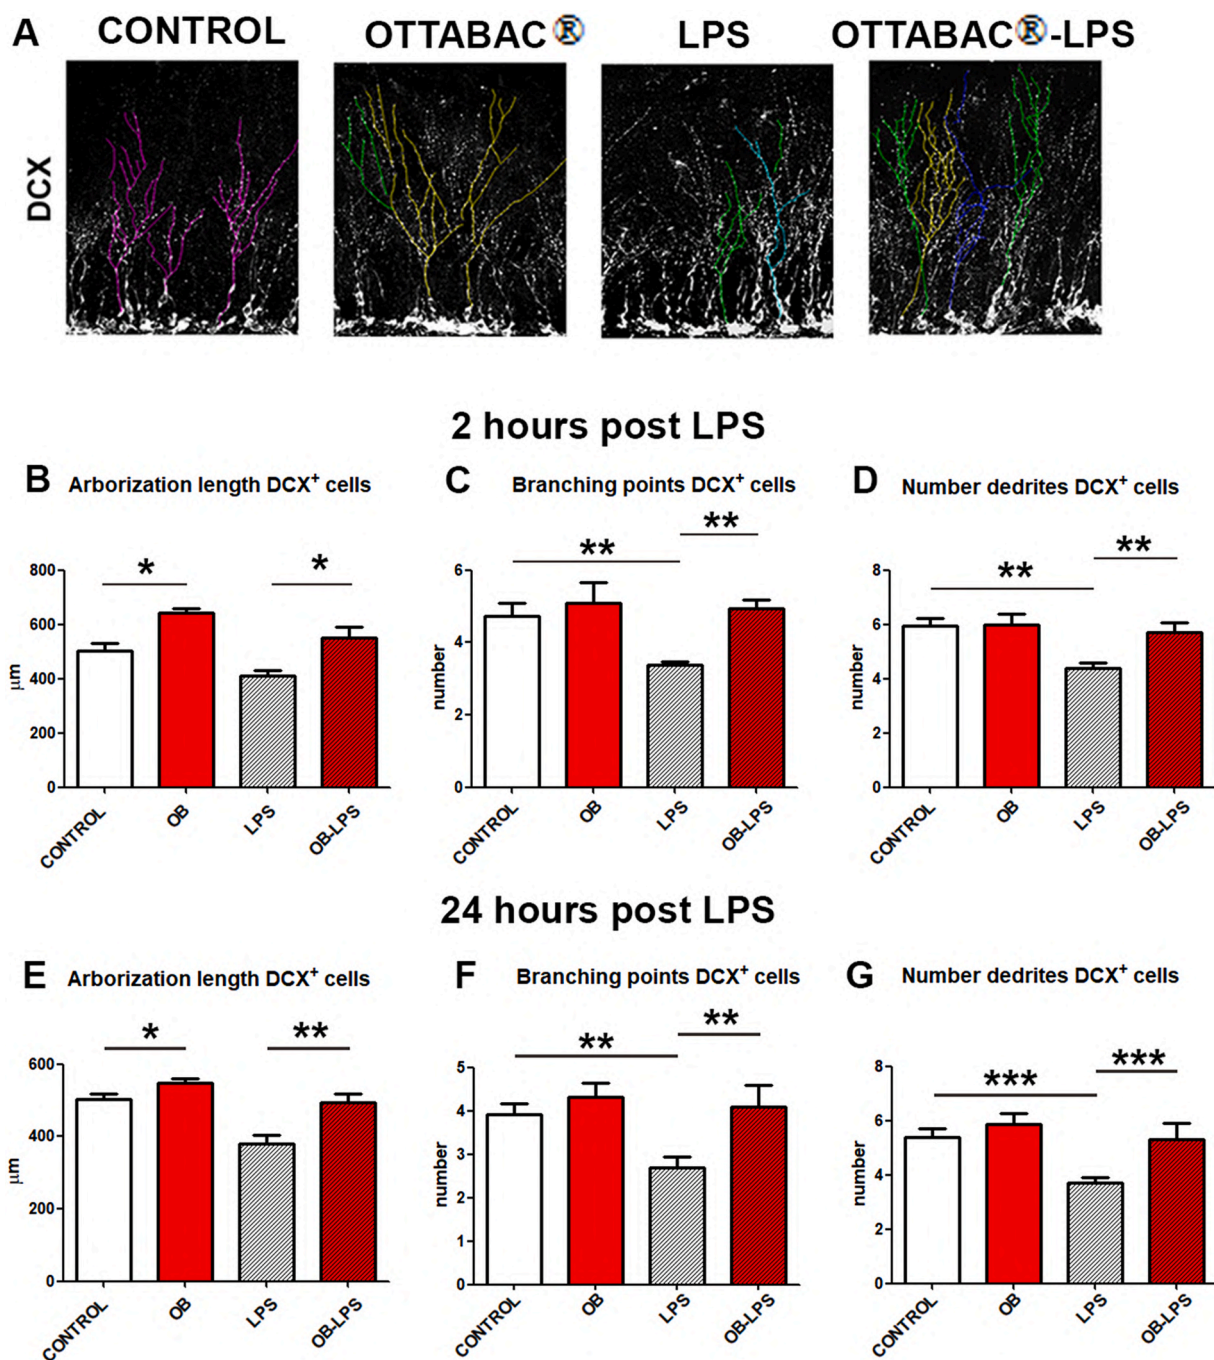 A CONTROL OTTABAC® LPS OTTABAC®-LPS
DCX
2 hours post LPS
B Arborization length DCX⁺ cells
*
*
800
600
400
200
0
μm
CONTROL OB LPS OB-LPS
C Branching points DCX⁺ cells
**
**
6
4
2
0
number
CONTROL OB LPS OB-LPS
D Number dedrites DCX⁺ cells
**
**
8
6
4
2
0
number
CONTROL OB LPS OB-LPS
24 hours post LPS
E Arborization length DCX⁺ cells
*
**
600
400
200
0
μm
CONTROL OB LPS OB-LPS
F Branching points DCX⁺ cells
**
**
5
4
3
2
1
0
number
CONTROL OB LPS OB-LPS
G Number dedrites DCX⁺ cells
***
***
8
6
4
2
0
number
CONTROL OB LPS OB-LPS